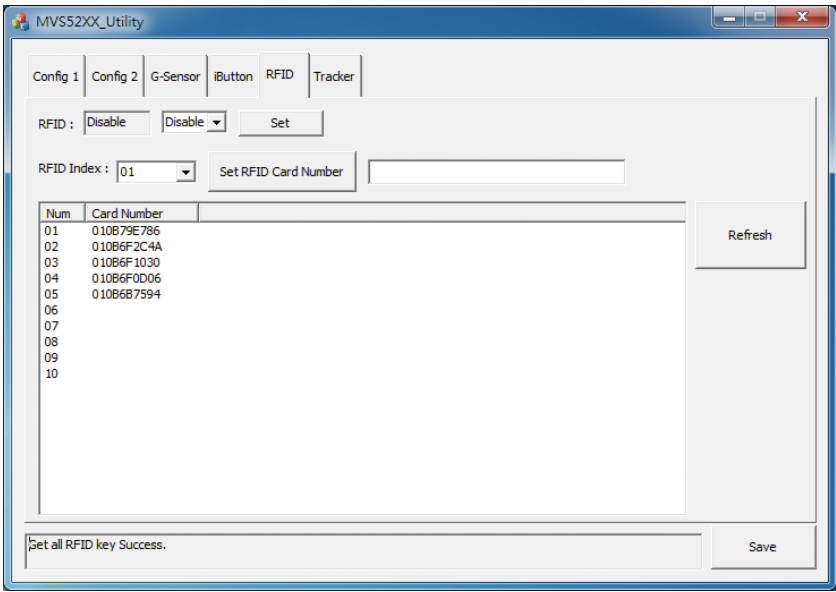 MVS52XX_Utility
Config 1 Config 2 G-Sensor iButton RFID Tracker
RFID : Disable Disable Set
RFID Index : 01 Set RFID Card Number
Num Card Number
Refresh
01 010B79E786
02 010B6F2C4A
03 010B6F1030
04 010B6F0D06
05 010B6B7594
06
07
08
09
10
Get all RFID key Success.
Save